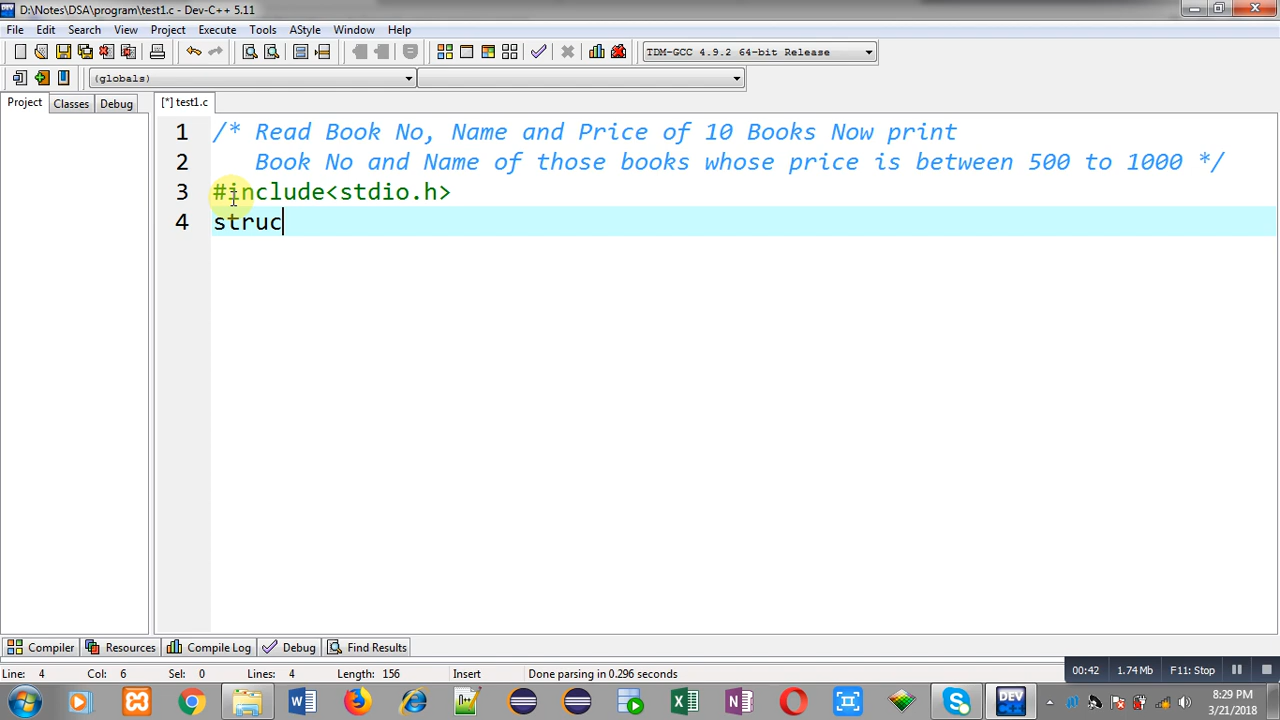 D:\Notes\DSA\program\test1.c - Dev-C++ 5.11
File Edit Search View Project Execute Tools AStyle Window Help
TDM-GCC 4.9.2 64-bit Release
(globals)
Project Classes Debug [*] test1.c
1 /* Read Book No, Name and Price of 10 Books Now print
2 Book No and Name of those books whose price is between 500 to 1000 */
3 #include<stdio.h>
4 struc
Compiler Resources Compile Log Debug Find Results
Line: 4 Col: 6 Sel: 0 Lines: 4 Length: 156 Insert Done parsing in 0.296 seconds
00:42 1.74 Mb F11: Stop
DEV
8:29 PM
3/21/2018